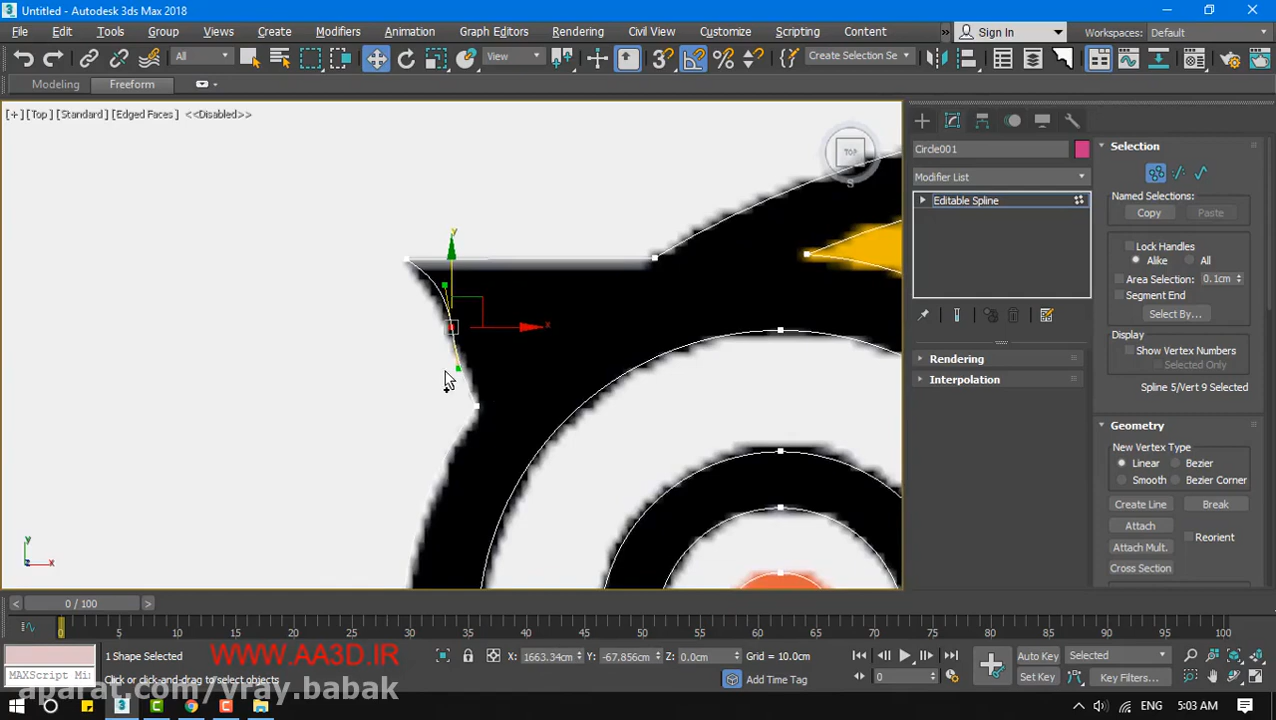 Untitled - Autodesk 3ds Max 2018
File Edit Tools Group Views Create Modifiers Animation Graph Editors Rendering Civil View Customize Scripting Content » Sign In Workspaces: Default
All View Create Selection Se
Modeling Freeform
[+] [Top] [Standard] [Edged Faces] <<Disabled>>
TOP
S
y
x
y
x
z
Circle001
Modifier List
Editable Spline
Rendering
Interpolation
Selection
Named Selections:
Copy Paste
Lock Handles
Alike All
Area Selection: 0.1cm
Segment End
Select By...
Display
Show Vertex Numbers
Selected Only
Spline 5/Vert 9 Selected
Geometry
New Vertex Type
Linear Bezier
Smooth Bezier Corner
Create Line Break
Attach Reorient
Attach Mult.
Cross Section
< 0 / 100 >
0 5 10 15 20 25 30 35 40 45 50 55 60 65 70 75 80 85 90 95 100
1 Shape Selected
WWW.AA3D.IR
X: 1663.34cm Y: -67.856cm Z: 0.0cm Grid = 10.0cm
Auto Key Selected
MAXScript Mi
Click or click-and-drag to select objects
Add Time Tag
0
Set Key Key Filters...
aparat.com/vray.babak
ENG 5:03 AM